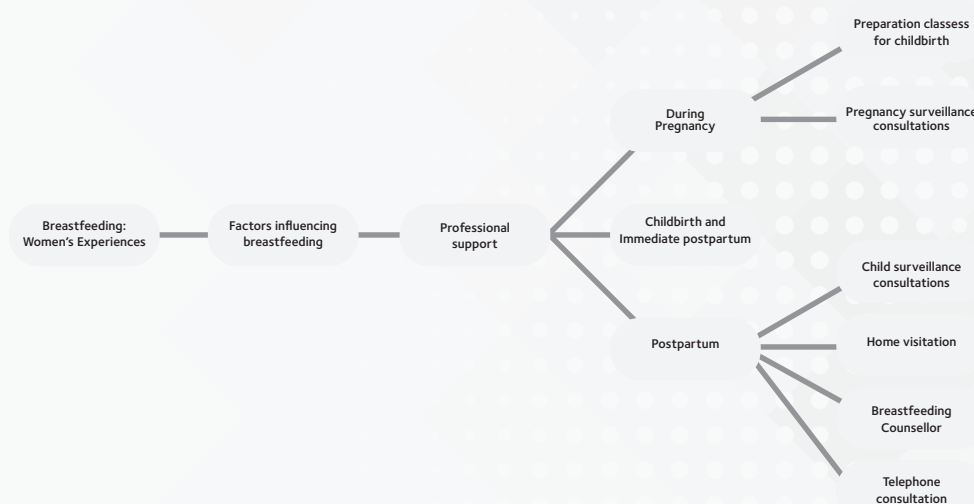 Preparation classess
for childbirth
During
Pregnancy
Pregnancy surveillance
consultations
Breastfeeding:
Women's Experiences
Factors influencing
breastfeeding
Professional
support
Childbirth and
Immediate postpartum
Child surveillance
consultations
Postpartum
Home visitation
Breastfeeding
Counsellor
Telephone
consultation